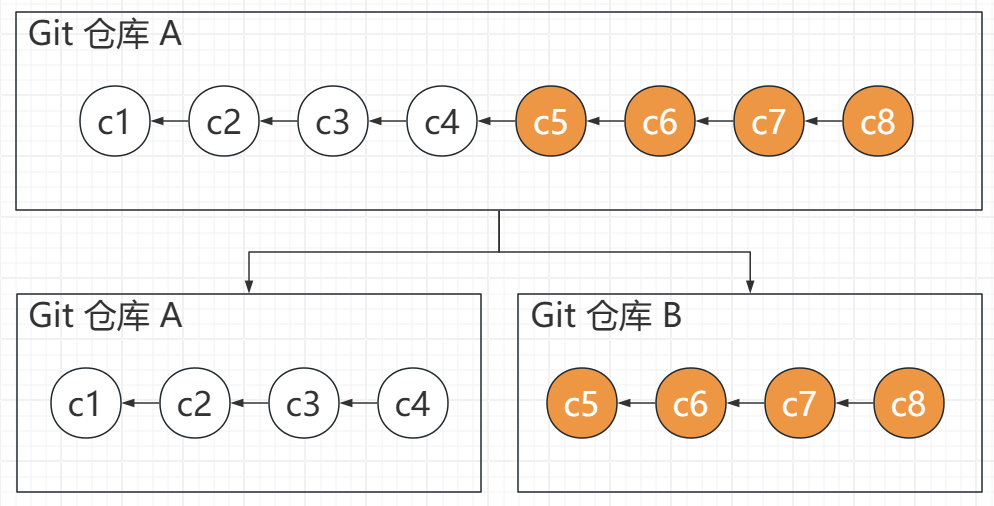 Git 仓库 A
c1 c2 c3 c4 c5 c6 c7 c8
Git 仓库 A
c1 c2 c3 c4
Git 仓库 B
c5 c6 c7 c8